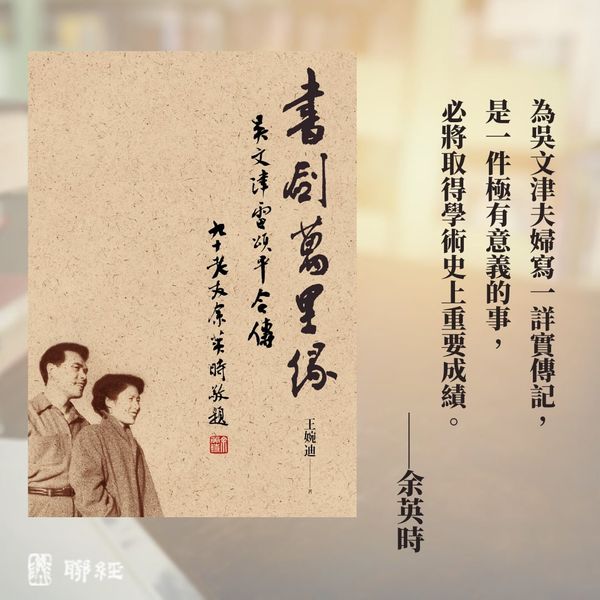 為吳文津夫婦寫一詳實傳記，
是一件極有意義的事，
必將取得學術史上重要成績。
——余英時
書劍萬里緣
吳文津雷頌平合傳
九十老友余英時敬題
王婉迪——著
聯經